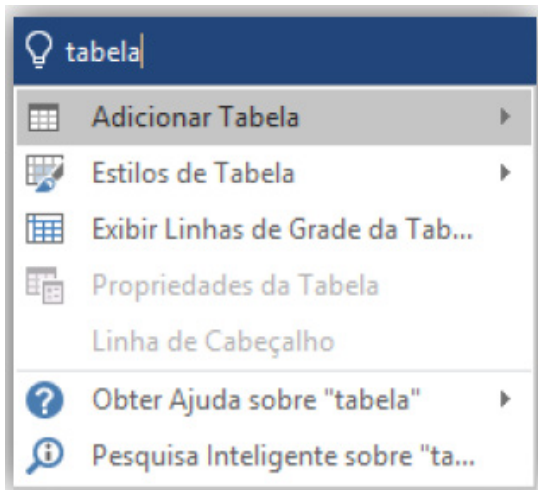 tabela
Adicionar Tabela
Estilos de Tabela
Exibir Linhas de Grade da Tab...
Propriedades da Tabela
Linha de Cabeçalho
Obter Ajuda sobre "tabela"
Pesquisa Inteligente sobre "ta...